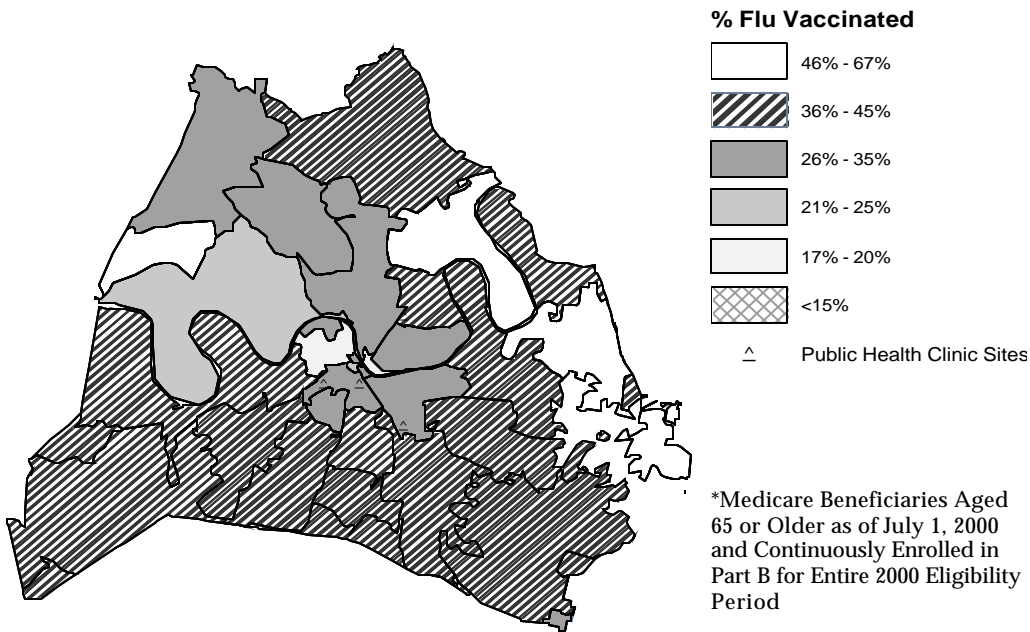 % Flu Vaccinated
46% - 67%
36% - 45%
26% - 35%
21% - 25%
17% - 20%
<15%
^ Public Health Clinic Sites
*Medicare Beneficiaries Aged
65 or Older as of July 1, 2000
and Continuously Enrolled in
Part B for Entire 2000 Eligibility
Period